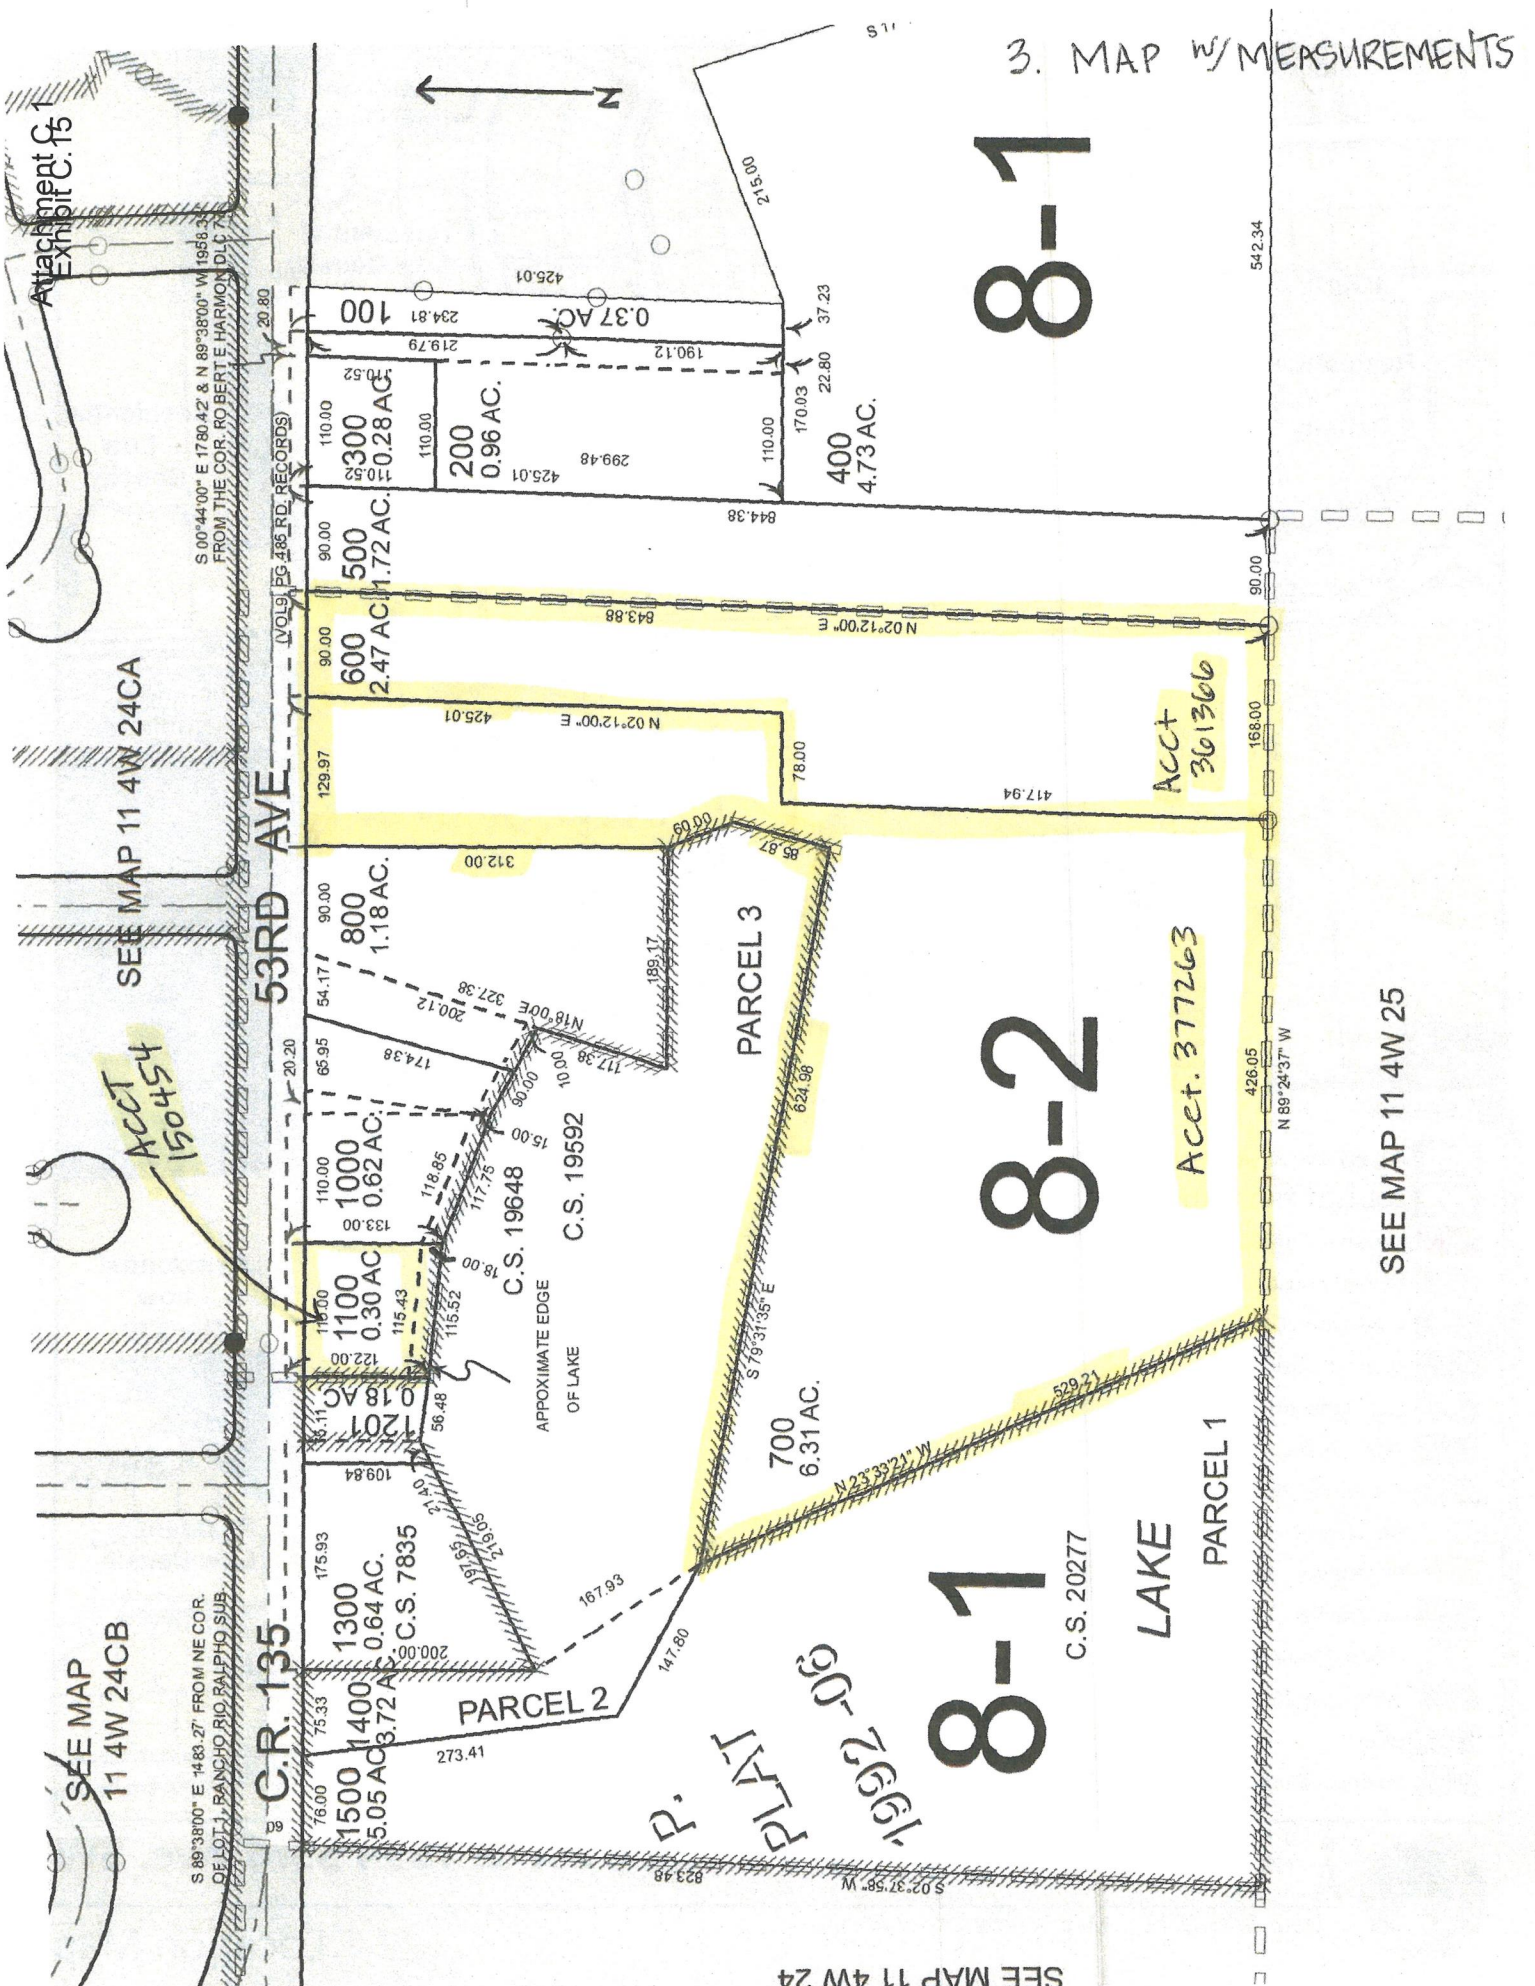 3. MAP w/ MEASUREMENTS
Attachment C.1
Exhibit C.15
N
S 00°44'00" E 1780.42' & N 89°38'00" W 1958.3
FROM THE COR. ROBERT E HARMON DLC 7
(VOL9, PG 485 RD. RECORDS)
SEE MAP 11 4W 24CA
53RD AVE
C.R. 135
SEE MAP
11 4W 24CB
S 89°38'00" E 1483.27' FROM NE COR.
OF LOT 1, RANCHO RIO RALPHO SUB.
ACCT
150454
20.80
20.20
60
100
0.37 AC.
425.01
234.81
219.79
190.12
37.23
22.80
170.03
215.00
542.34
8-1
300
0.28 AC.
110.00
110.52
110.52
110.00
200
0.96 AC.
299.48
425.01
110.00
400
4.73 AC.
844.38
500
1.72 AC.
90.00
90.00
600
2.47 AC.
90.00
843.88
N 02°12'00" E
425.01
N 02°12'00" E
78.00
417.94
168.00
Acct
361366
129.97
312.00
60.00
85.87
800
1.18 AC.
90.00
54.17
327.38
200.12
N18°00'E
189.17
117.38
10.00
90.00
15.00
65.95
174.38
PARCEL 3
624.98
S 79°31'35" E
8-2
Acct. 377263
426.05
N 89°24'37" W
SEE MAP 11 4W 25
1000
0.62 AC.
110.00
133.00
118.85
117.75
18.00
C.S. 19648
C.S. 19592
1100
0.30 AC.
122.00
115.43
115.52
APPOXIMATE EDGE
OF LAKE
1201
0.18 AC
56.48
109.84
21.40
197.65
219.05
700
6.31 AC.
529.21
N 23°33'21" W
1300
0.64 AC.
C.S. 7835
175.93
200.00
167.93
147.80
1400
3.72 AC.
75.33
PARCEL 2
273.41
1500
5.05 AC
76.00
P.
PLAT
1992-09
8-1
C.S. 20277
LAKE
PARCEL 1
823.48
S 02°37'58" W
SEE MAP 11 4W 24